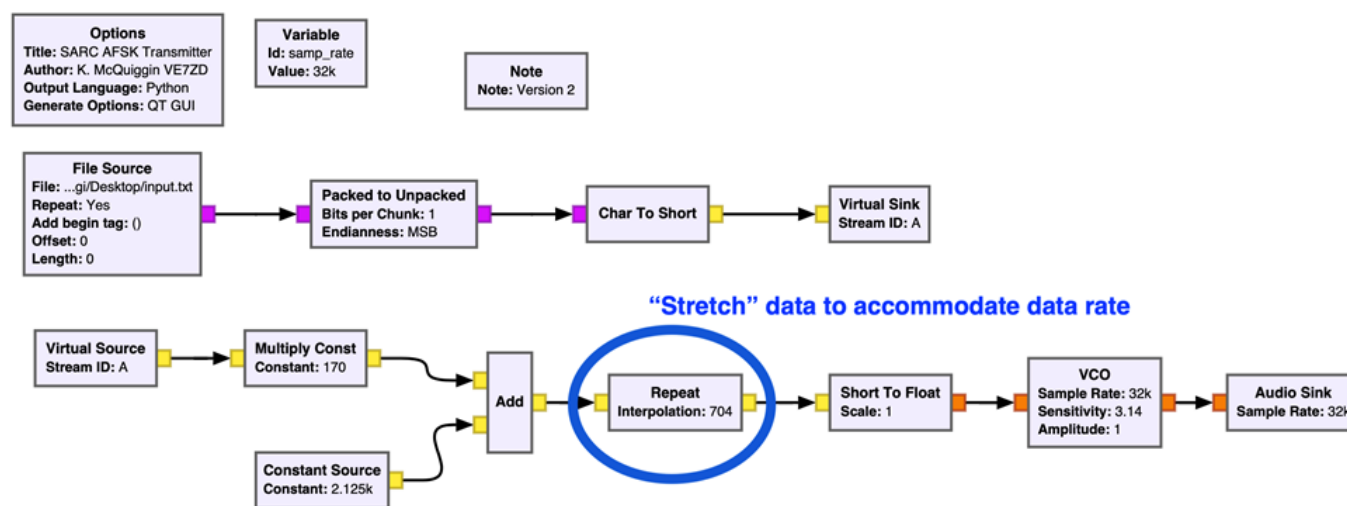 Options
Title: SARC AFSK Transmitter
Author: K. McQuiggin VE7ZD
Output Language: Python
Generate Options: QT GUI
Variable
Id: samp_rate
Value: 32k
Note
Note: Version 2
File Source
File: ...gi/Desktop/input.txt
Repeat: Yes
Add begin tag: ()
Offset: 0
Length: 0
Packed to Unpacked
Bits per Chunk: 1
Endianness: MSB
Char To Short
Virtual Sink
Stream ID: A
“Stretch” data to accommodate data rate
Virtual Source
Stream ID: A
Multiply Const
Constant: 170
Constant Source
Constant: 2.125k
Add
Repeat
Interpolation: 704
Short To Float
Scale: 1
VCO
Sample Rate: 32k
Sensitivity: 3.14
Amplitude: 1
Audio Sink
Sample Rate: 32k